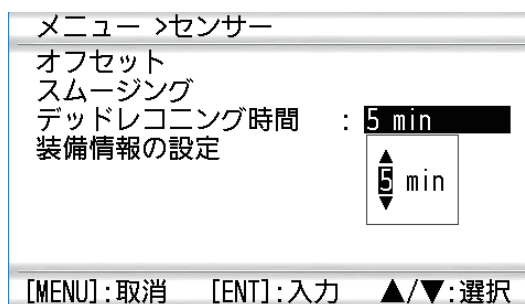 メニュー >センサー
オフセット
スムージング
デッドレコニング時間 : 5 min
装備情報の設定
▲
5 min
▼
[MENU]:取消 [ENT]:入力 ▲/▼:選択